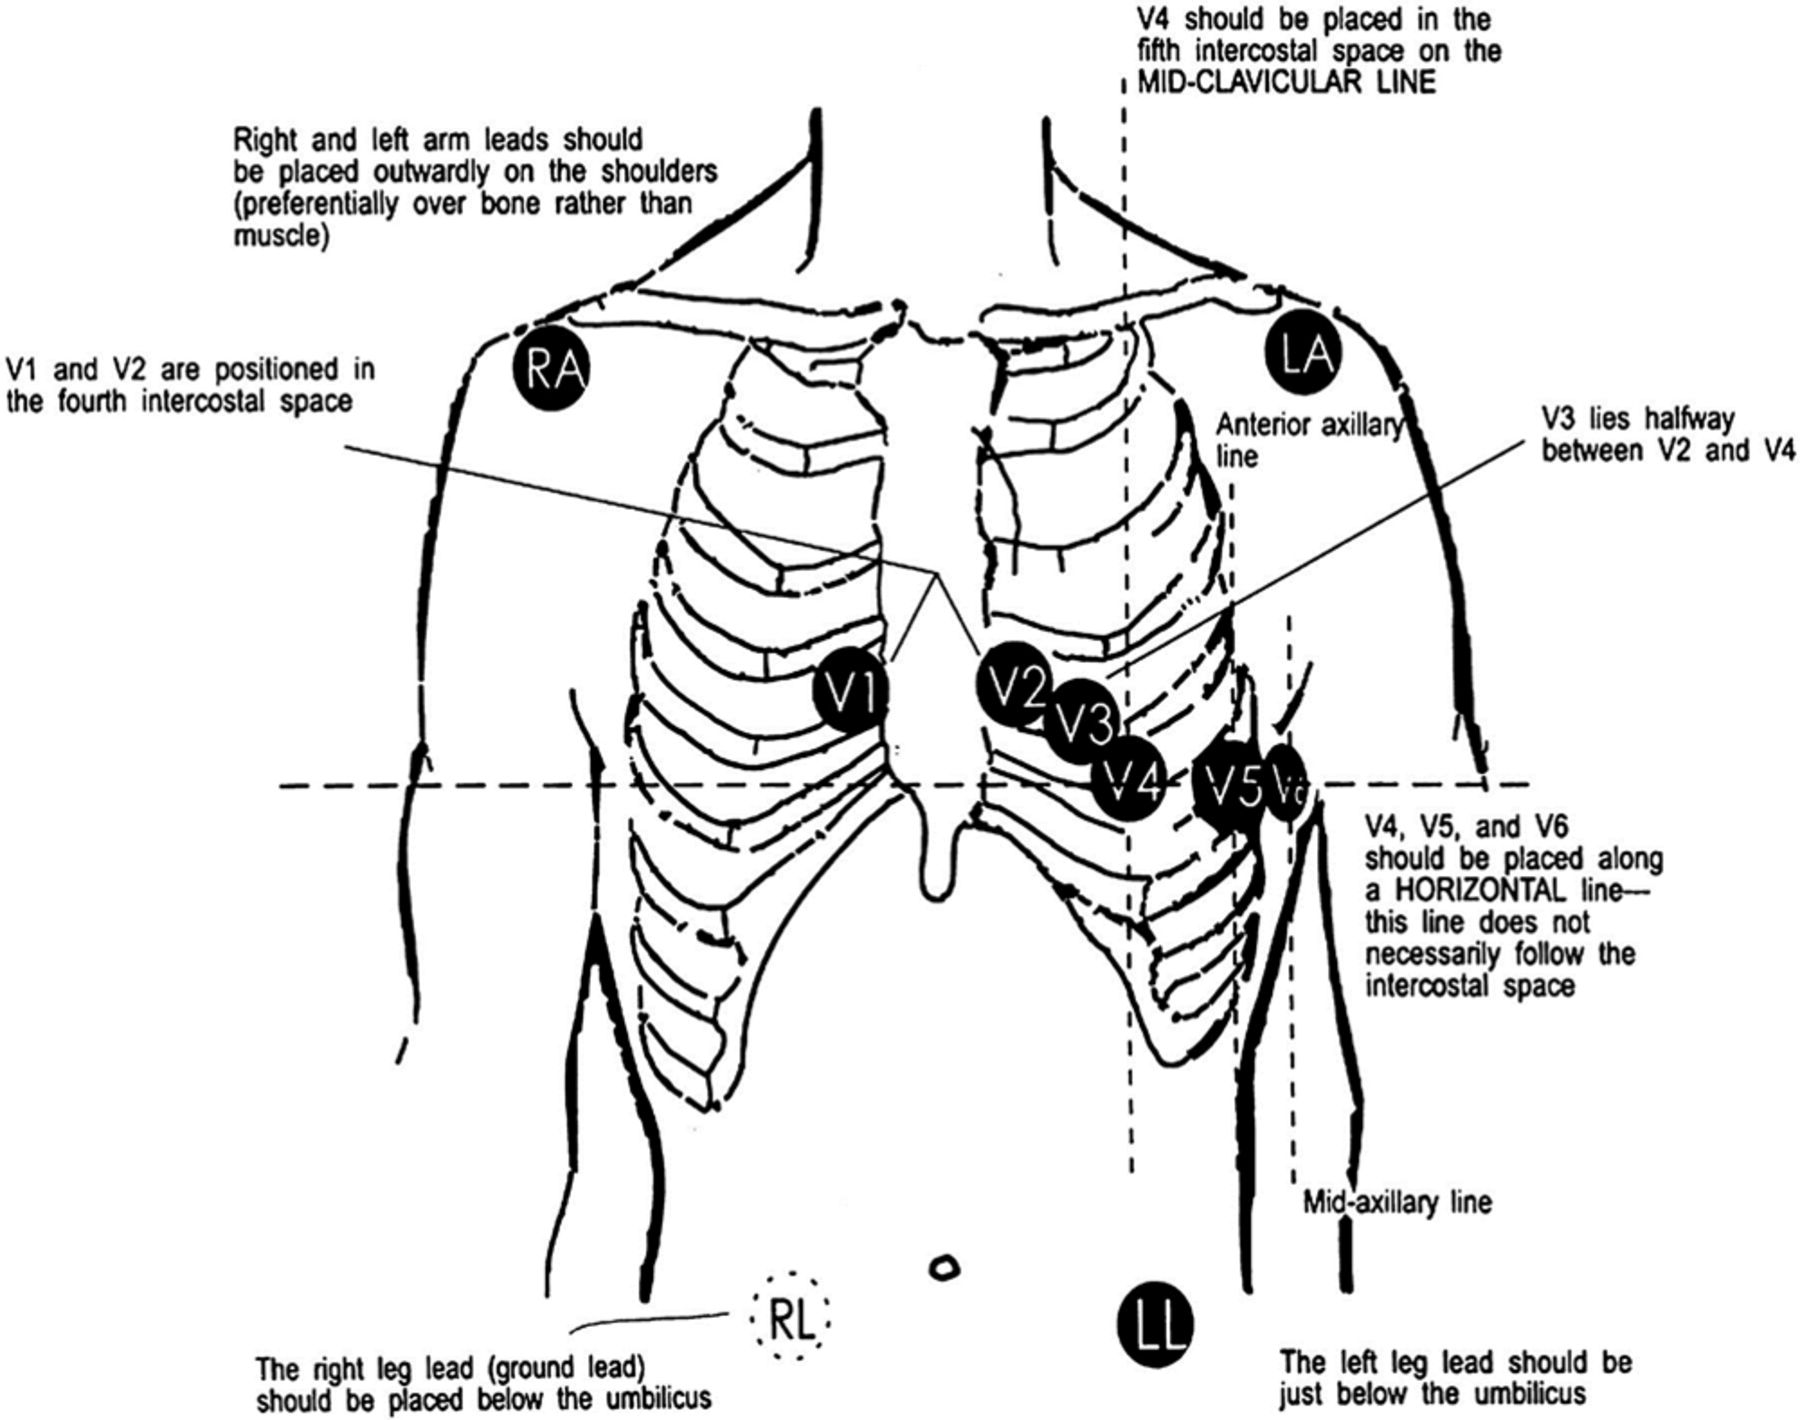 V4 should be placed in the
fifth intercostal space on the
MID-CLAVICULAR LINE
Right and left arm leads should
be placed outwardly on the shoulders
(preferentially over bone rather than
muscle)
RA
LA
V1 and V2 are positioned in
the fourth intercostal space
Anterior axillary
line
V3 lies halfway
between V2 and V4
V1
V2
V3
V4
V5
V4, V5, and V6
should be placed along
a HORIZONTAL line—
this line does not
necessarily follow the
intercostal space
Mid-axillary line
RL
LL
The right leg lead (ground lead)
should be placed below the umbilicus
The left leg lead should be
just below the umbilicus